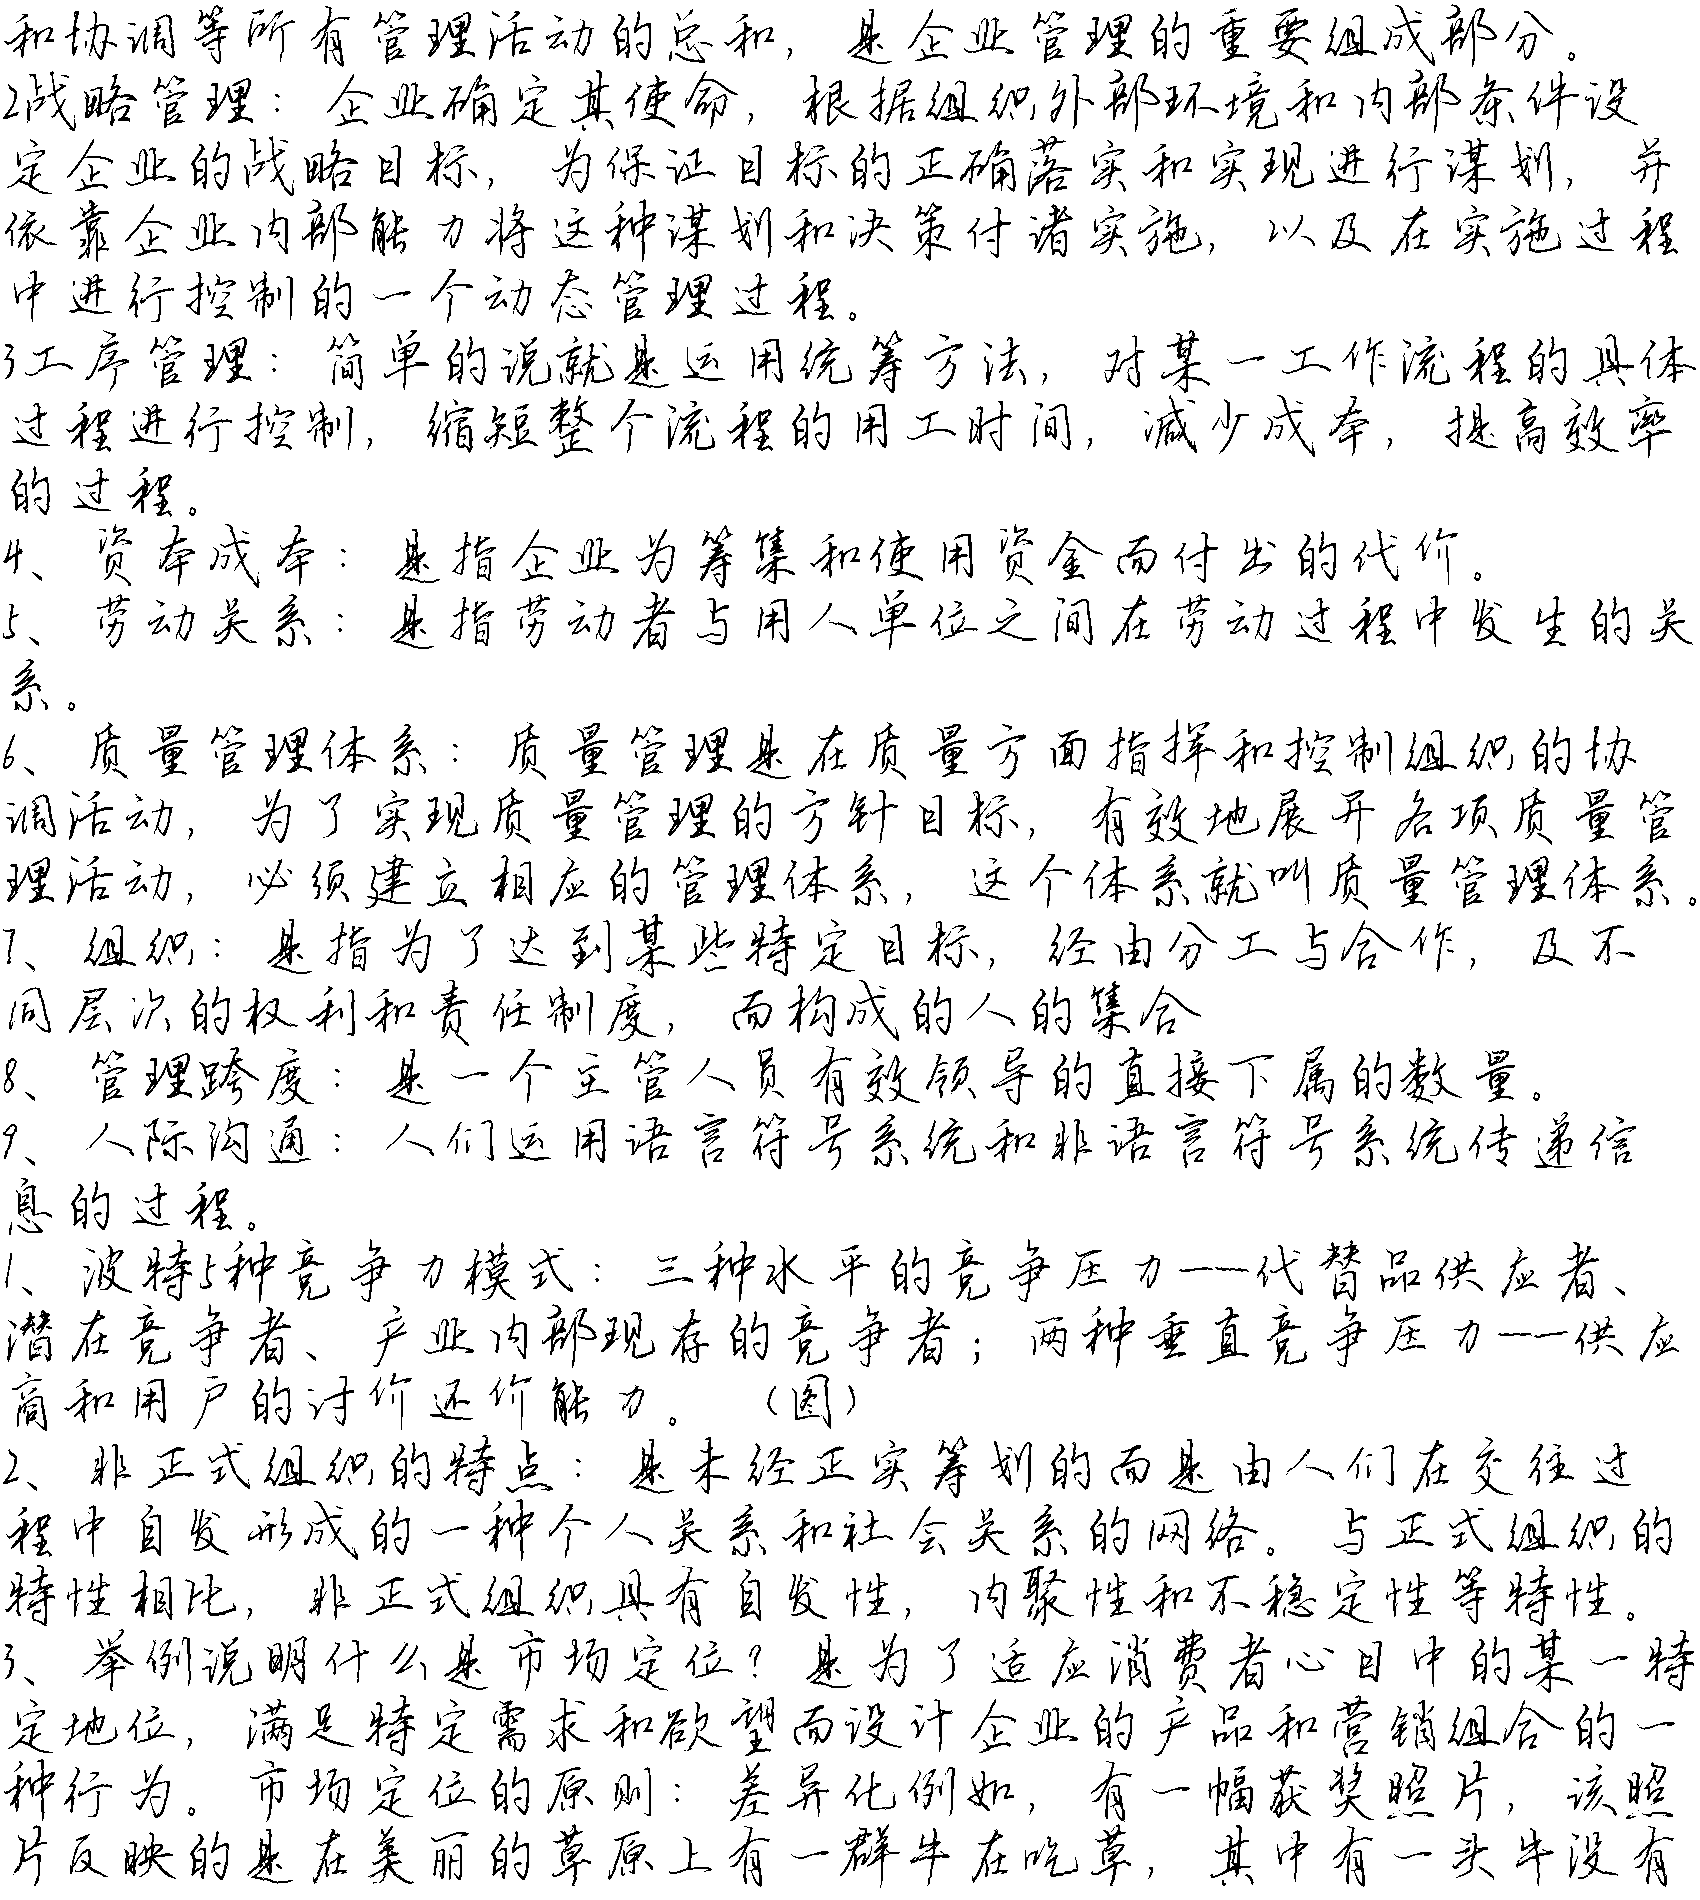 和协调等所有管理活动的总和，是企业管理的重要组成部分。
2战略管理：企业确定其使命，根据组织外部环境和内部条件设
定企业的战略目标，为保证目标的正确落实和实现进行谋划，并
依靠企业内部能力将这种谋划和决策付诸实施，以及在实施过程
中进行控制的一个动态管理过程。
3工序管理：简单的说就是运用统筹方法，对某一工作流程的具体
过程进行控制，缩短整个流程的用工时间，减少成本，提高效率
的过程。
4、资本成本：是指企业为筹集和使用资金而付出的代价。
5、劳动关系：是指劳动者与用人单位之间在劳动过程中发生的关
系。
6、质量管理体系：质量管理是在质量方面指挥和控制组织的协
调活动，为了实现质量管理的方针目标，有效地展开各项质量管
理活动，必须建立相应的管理体系，这个体系就叫质量管理体系。
7、组织：是指为了达到某些特定目标，经由分工与合作，及不
同层次的权利和责任制度，而构成的人的集合
8、管理跨度：是一个主管人员有效领导的直接下属的数量。
9、人际沟通：人们运用语言符号系统和非语言符号系统传递信
息的过程。
1、波特5种竞争力模式：三种水平的竞争压力——代替品供应者、
潜在竞争者、产业内部现存的竞争者；两种垂直竞争压力——供应
商和用户的讨价还价能力。（图）
2、非正式组织的特点：是未经正实筹划的而是由人们在交往过
程中自发形成的一种个人关系和社会关系的网络。与正式组织的
特性相比，非正式组织具有自发性，内聚性和不稳定性等特性。
3、举例说明什么是市场定位？是为了适应消费者心目中的某一特
定地位，满足特定需求和欲望而设计企业的产品和营销组合的一
种行为。市场定位的原则：差异化例如，有一幅获奖照片，该照
片反映的是在美丽的草原上有一群牛在吃草，其中有一头牛没有